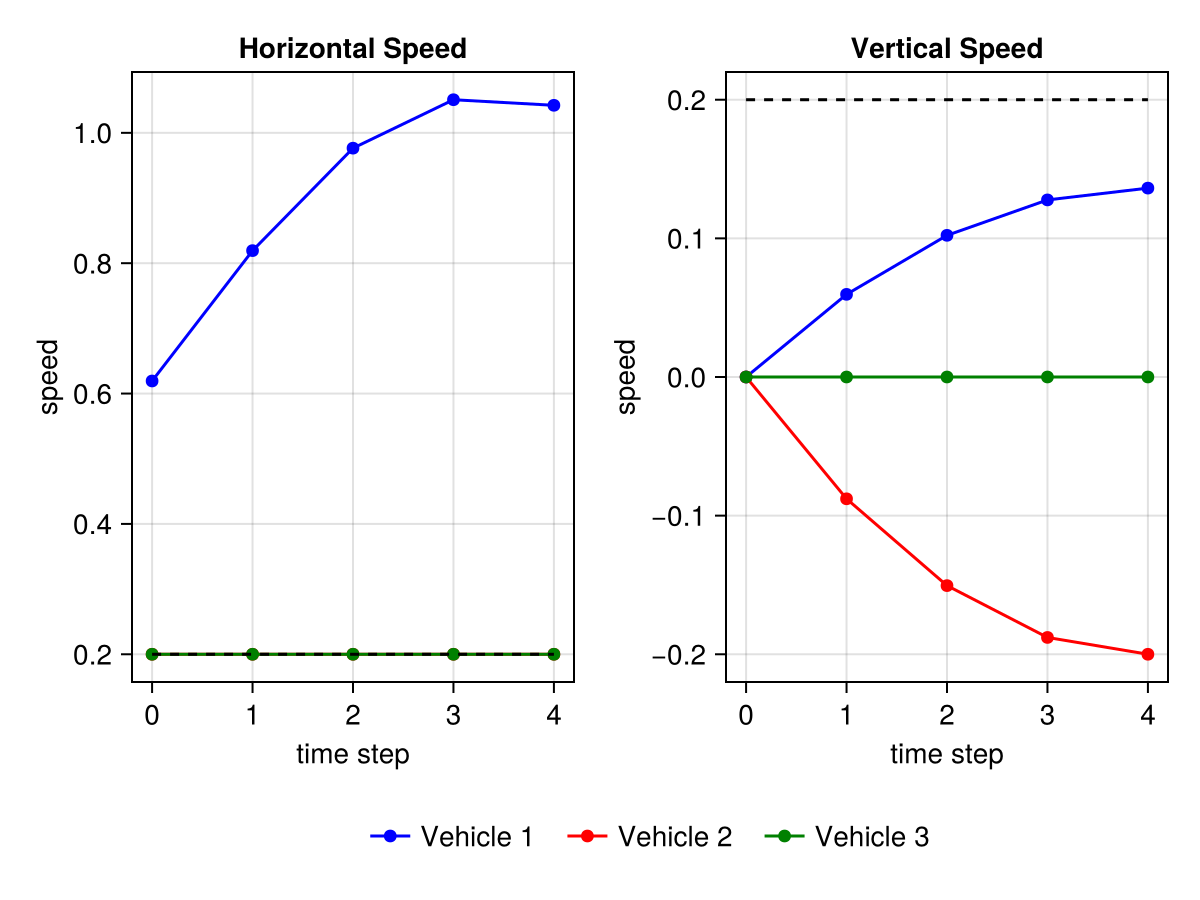 Horizontal Speed
1.0
0.8
0.6
0.4
0.2
speed
0 1 2 3 4
time step
Vertical Speed
0.2
0.1
0.0
−0.1
−0.2
speed
0 1 2 3 4
time step
Vehicle 1 Vehicle 2 Vehicle 3